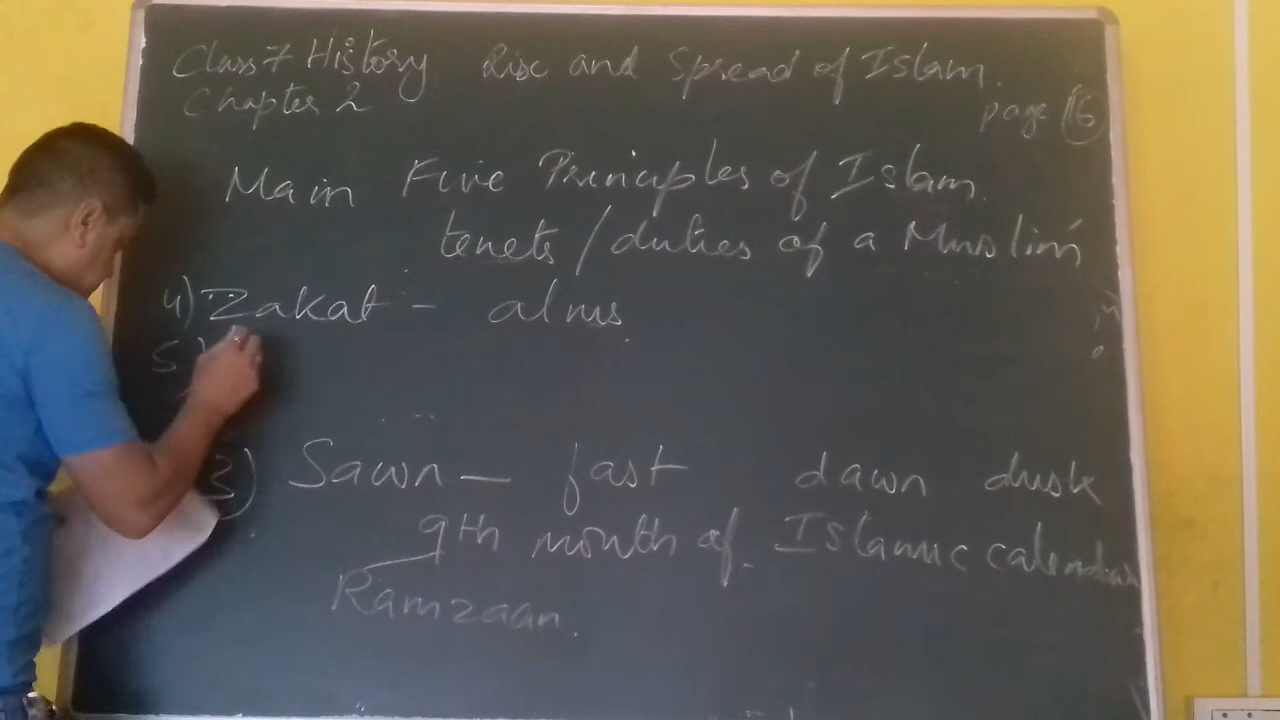 Class 7 History Rise and Spread of Islam.
Chapter 2 page 16
Main Five Principles of Islam.
tenets / duties of a Muslim
4) Zakat - alms
5)
3) Sawn - fast dawn dusk
9th month of Islamic calendar
Ramzaan.